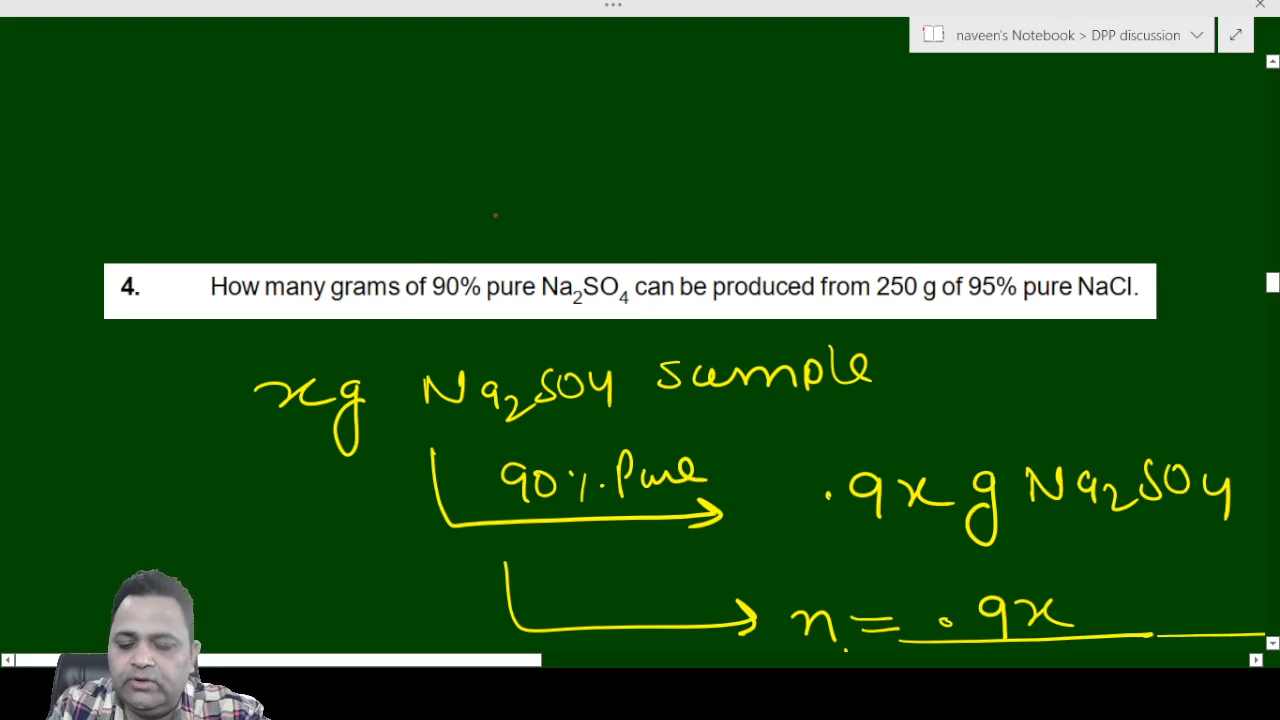 naveen's Notebook > DPP discussion
4. How many grams of 90% pure Na₂SO₄ can be produced from 250 g of 95% pure NaCl.
xg Na₂SO4 sample
90%. Pure
.9x g Na₂SO4
n = .9x